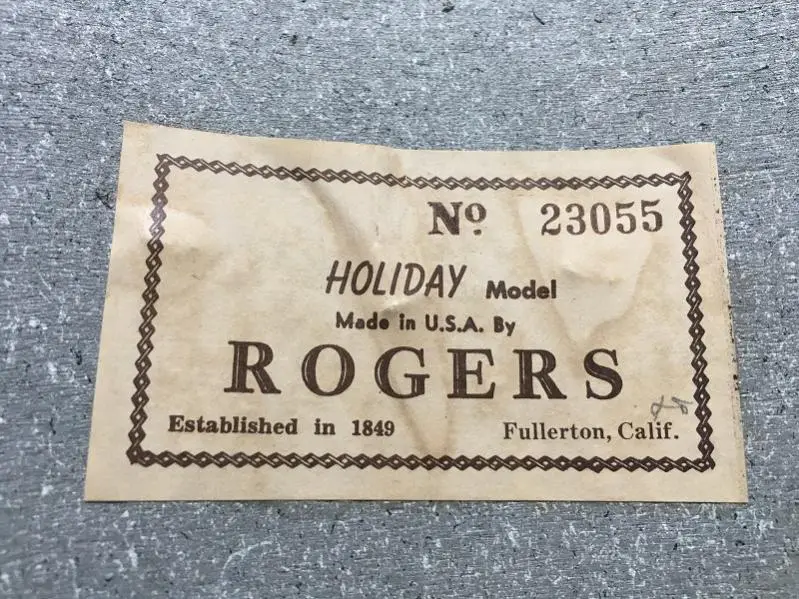 Nº 23055
HOLIDAY Model
Made in U.S.A. By
ROGERS
Established in 1849 Fullerton, Calif.